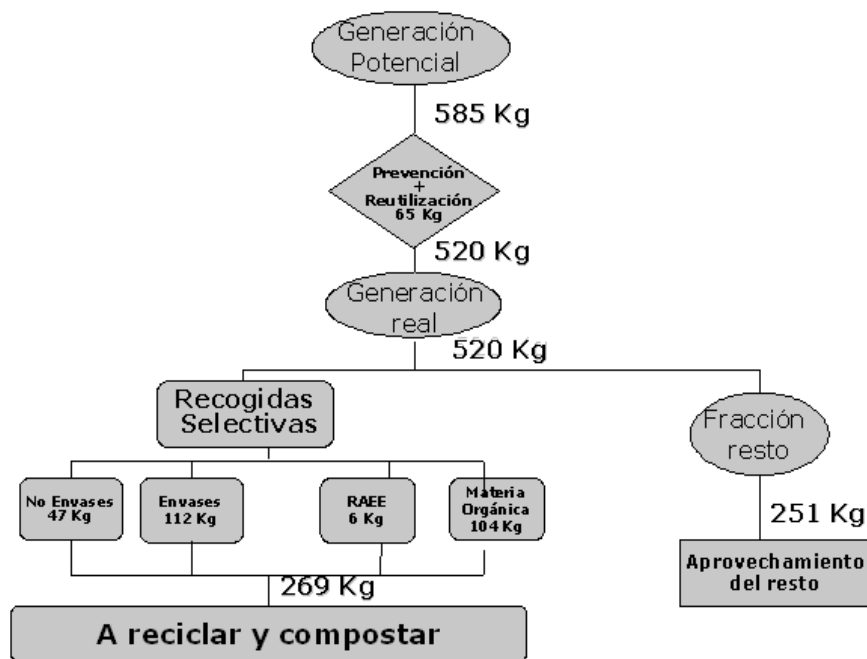 Generación
Potencial
585 Kg
Prevención
+
Reutilización
65 Kg
520 Kg
Generación
real
520 Kg
Recogidas
Selectivas
Fracción
resto
No Envases
47 Kg
Envases
112 Kg
RAEE
6 Kg
Materia
Orgánica
104 Kg
251 Kg
Aprovechamiento
del resto
269 Kg
A reciclar y compostar